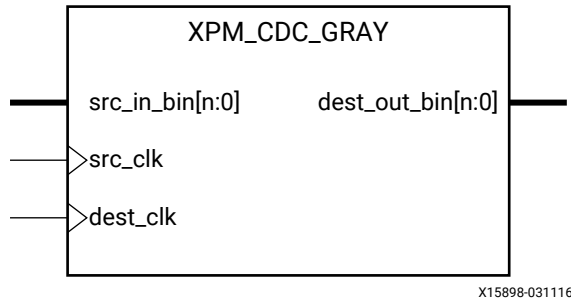 XPM_CDC_GRAY
src_in_bin[n:0] dest_out_bin[n:0]
src_clk
dest_clk
X15898-031116